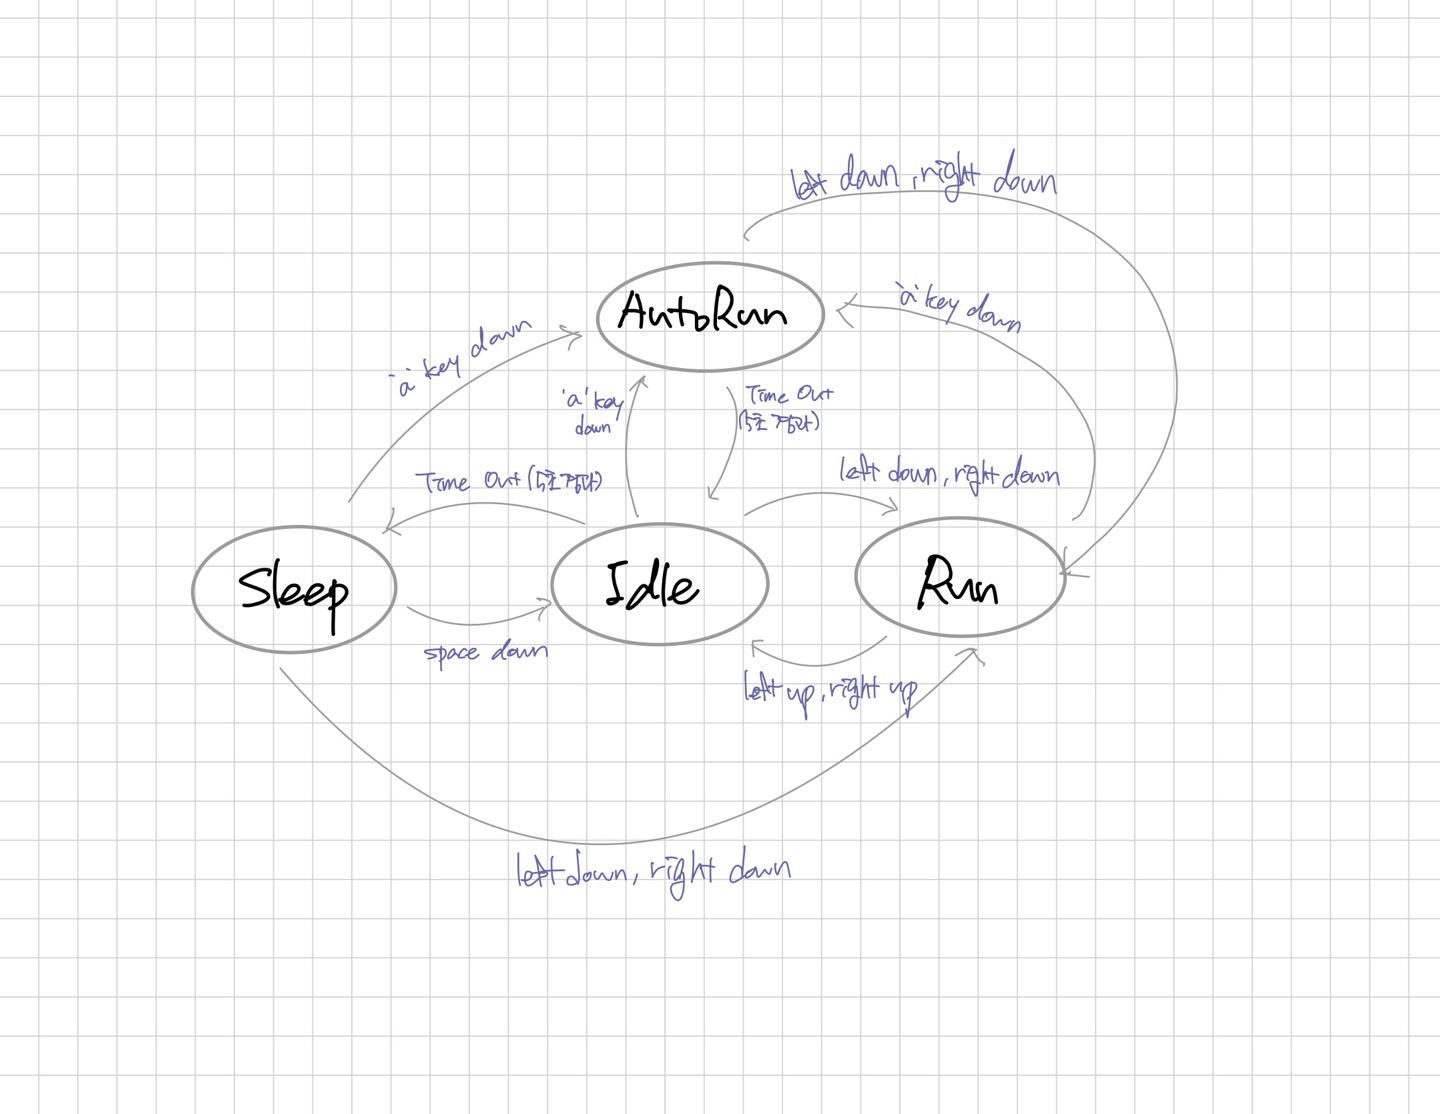 left down, right down
'a' key down
AutoRun
'a' key down
'a' key
down
Time Out
(5초 경과)
Time Out (5초 경과)
left down, right down
Sleep
Idle
Run
space down
left up, right up
left down, right down